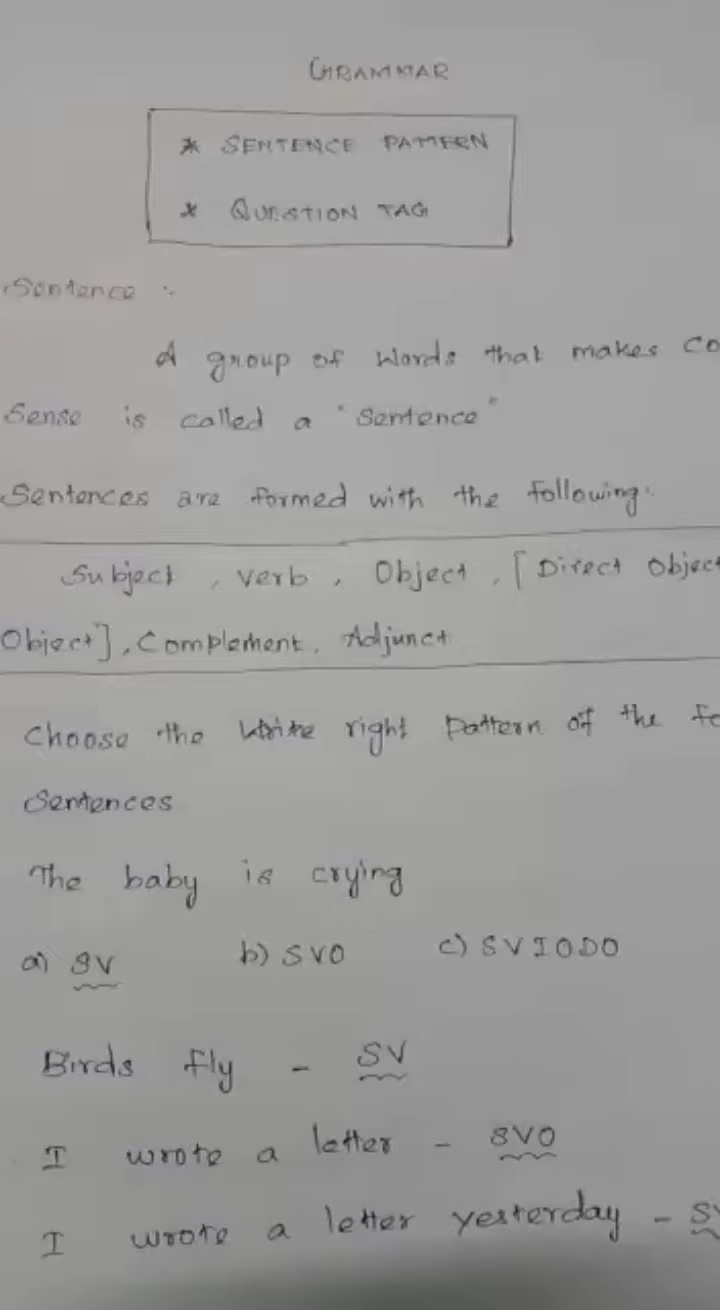 GRAMMAR
* SENTENCE PATTERN
* QUESTION TAG
Sentence :-
A group of words that makes
Sense is called a "Sentence"
Sentences are formed with the following.
Subject, Verb, Object, [Direct Object
Object], Complement, Adjunct
Choose the right Pattern of the
Sentences
The baby is crying
a) SV b) SVO c) SVIODO
Birds fly - SV
I wrote a letter - SVO
I wrote a letter yesterday -